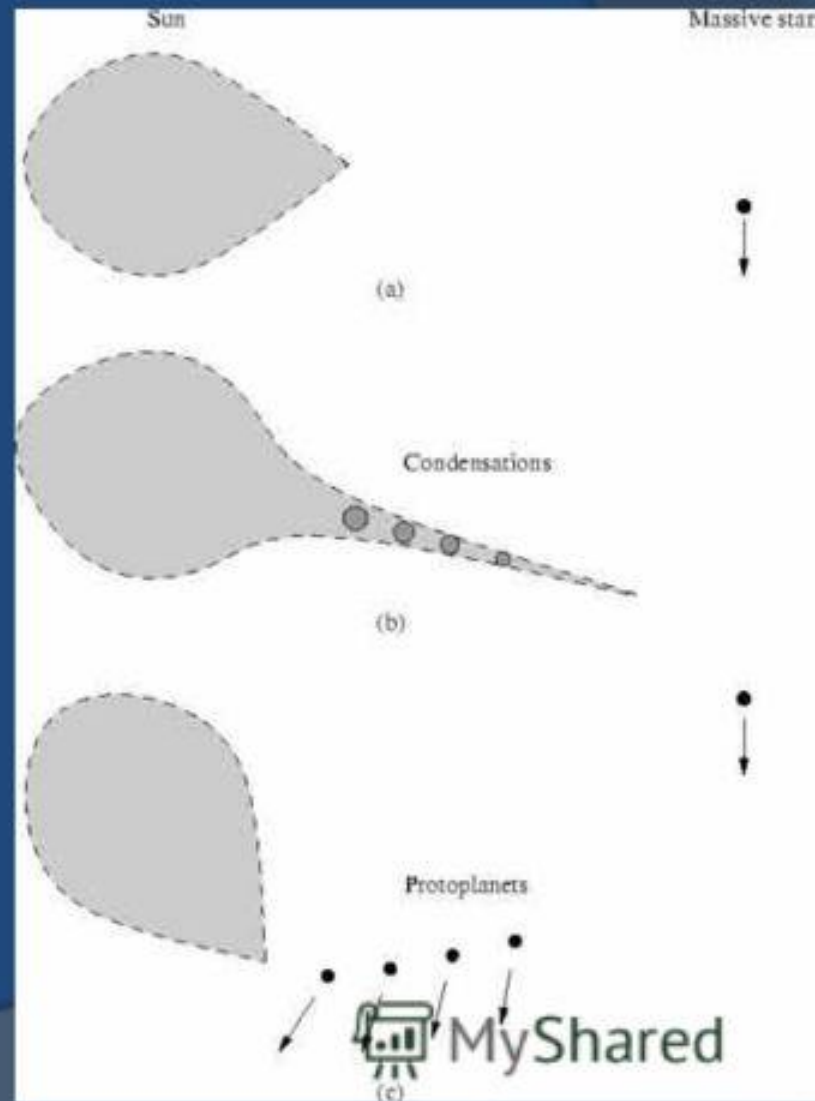 Sun
Massive star
(a)
Condensations
(b)
Protoplanets
MyShared
(c)